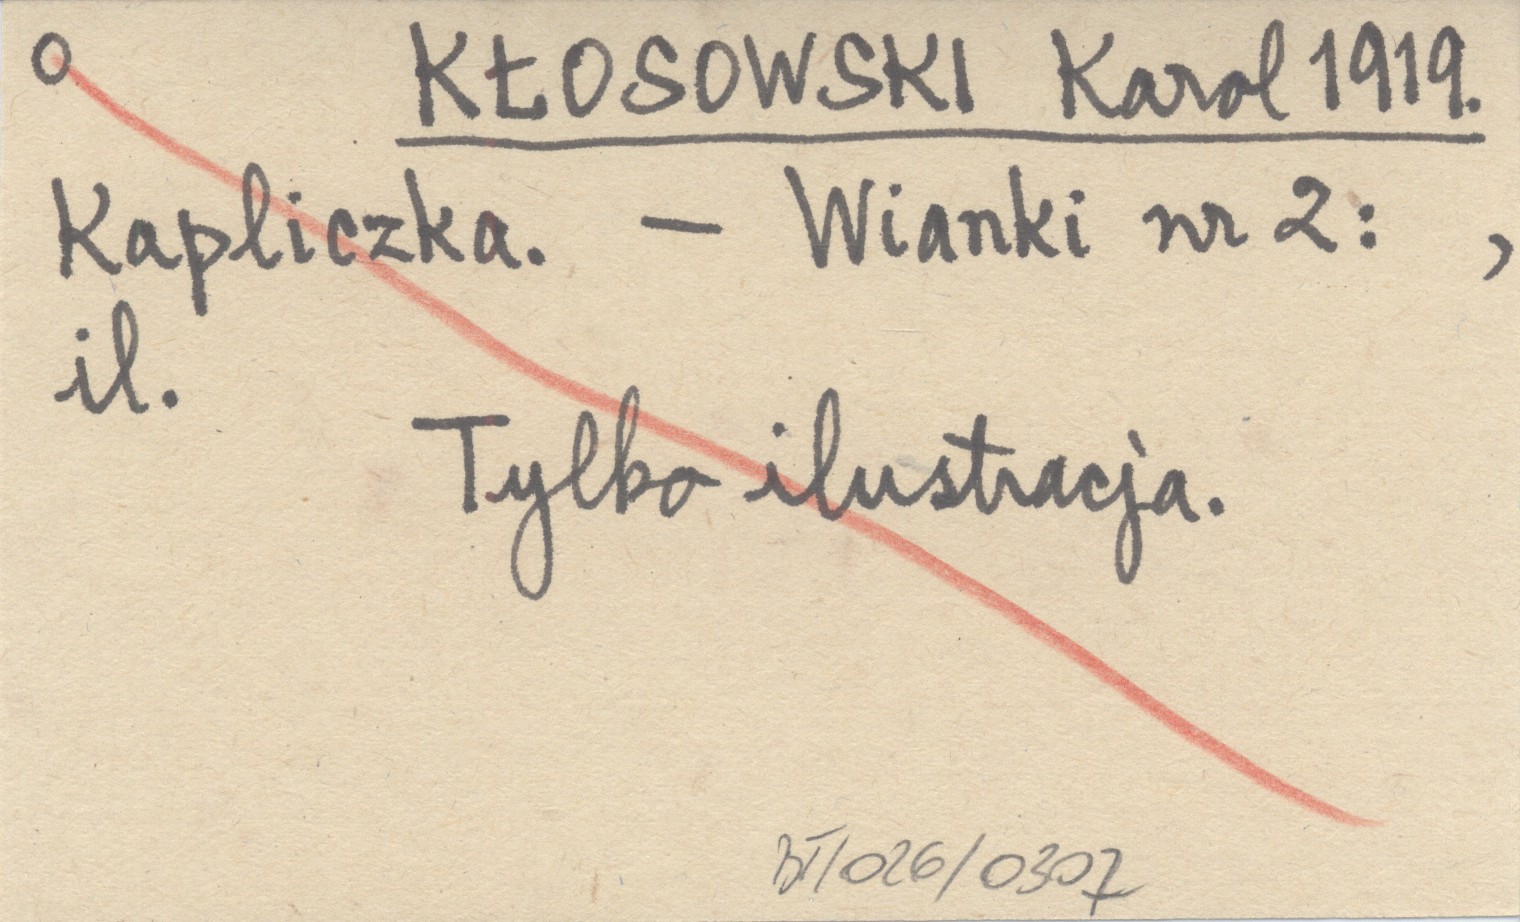 O KŁOSOWSKI Karol 1919.
Kapliczka. — Wianki nr 2: ,
il.
Tylko ilustracja.
BT/026/0307